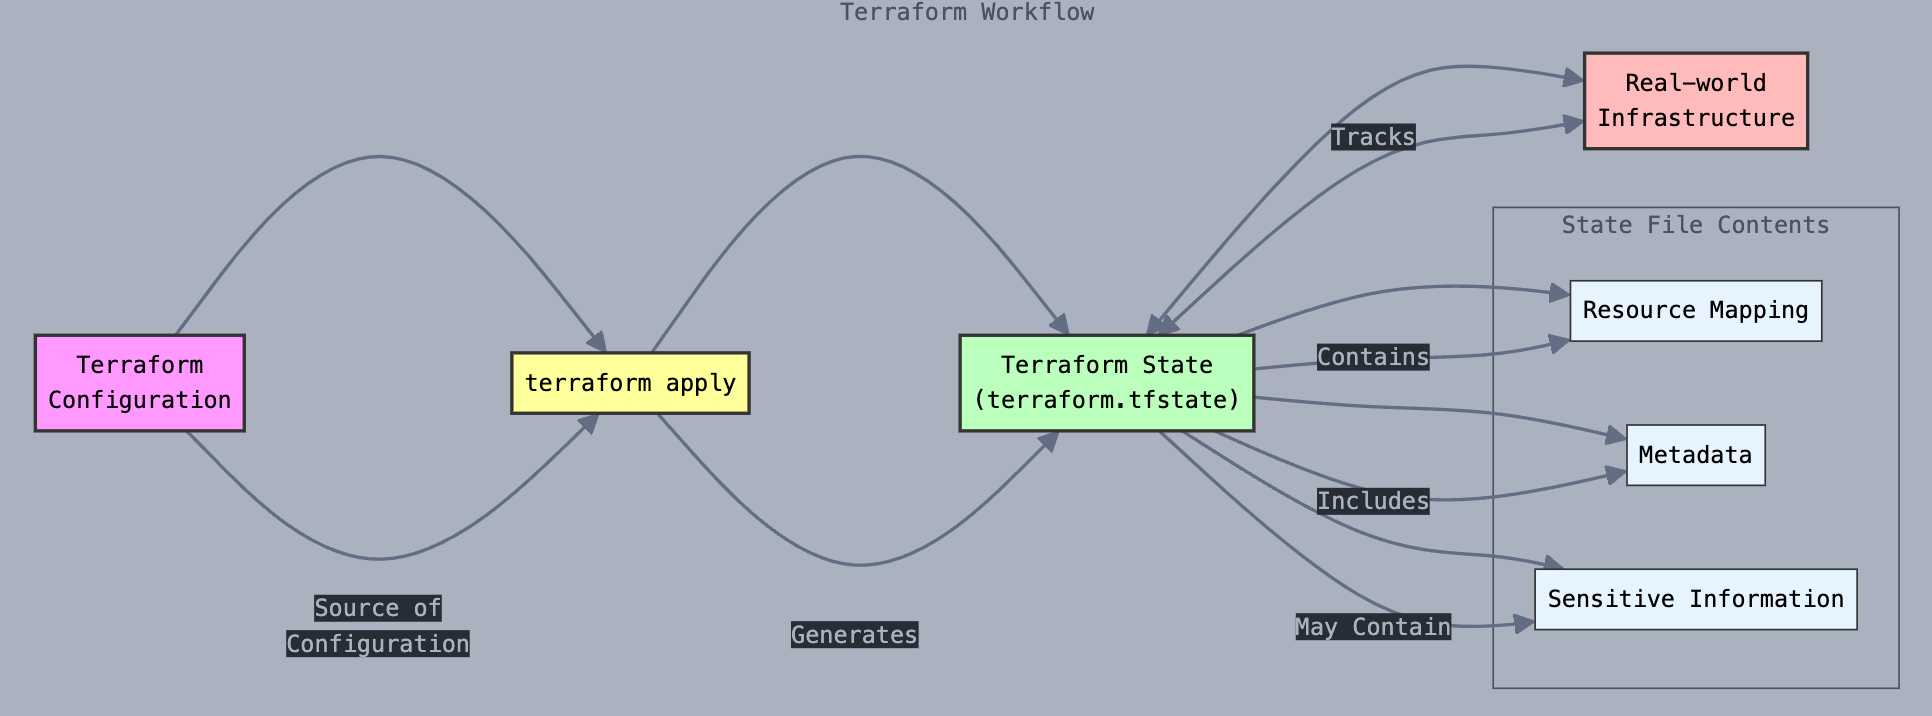 Terraform Workflow
Terraform
Configuration
Source of
Configuration
terraform apply
Generates
Terraform State
(terraform.tfstate)
Tracks
Real-world
Infrastructure
State File Contents
Contains
Resource Mapping
Includes
Metadata
May Contain
Sensitive Information